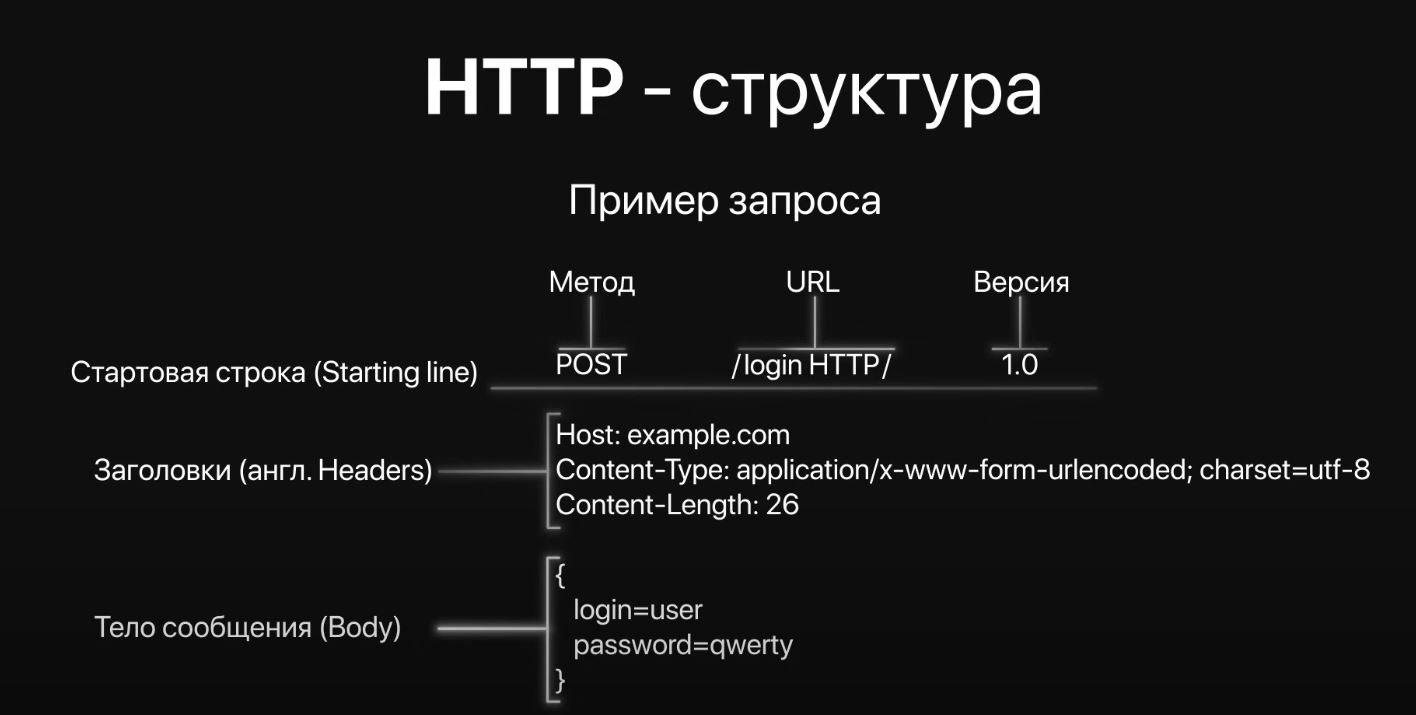 HTTP - структура
Пример запроса
Метод URL Версия
Стартовая строка (Starting line) POST /login HTTP/ 1.0
Заголовки (англ. Headers)
Host: example.com
Content-Type: application/x-www-form-urlencoded; charset=utf-8
Content-Length: 26
Тело сообщения (Body)
{
login=user
password=qwerty
}